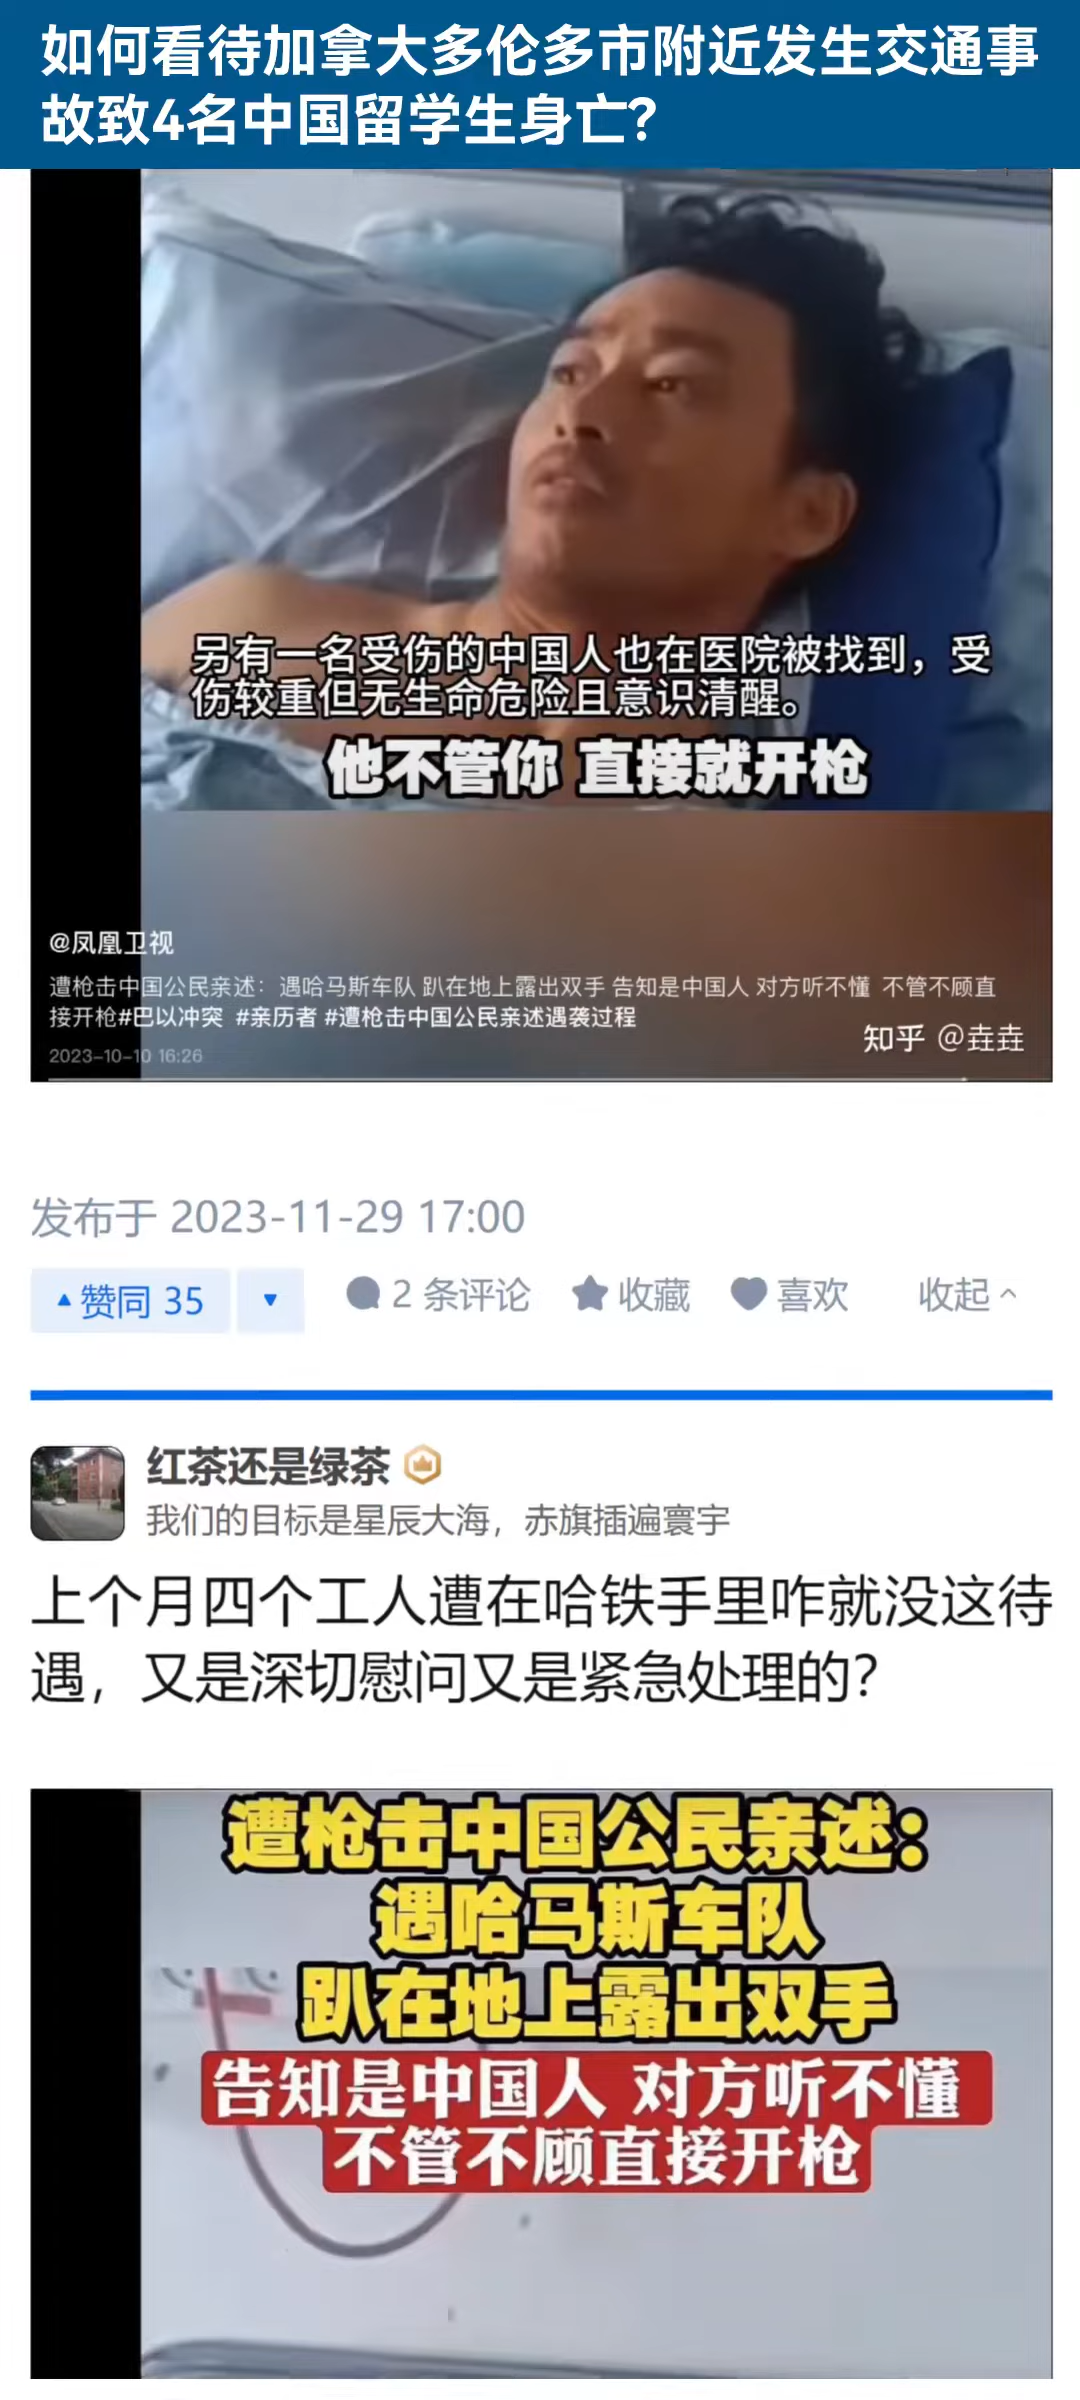 如何看待加拿大多伦多市附近发生交通事
故致4名中国留学生身亡?
另有一名受伤的中国人也在医院被找到，受
伤较重但无生命危险且意识清醒。
他不管你 直接就开枪
@凤凰卫视
遭枪击中国公民亲述：遇哈马斯车队 趴在地上露出双手 告知是中国人 对方听不懂 不管不顾直
接开枪#巴以冲突 #亲历者 #遭枪击中国公民亲述遇袭过程
2023-10-10 16:26
知乎 @垚垚
发布于 2023-11-29 17:00
赞同 35
2 条评论
收藏
喜欢
收起
红茶还是绿茶
我们的目标是星辰大海，赤旗插遍寰宇
上个月四个工人遭在哈铁手里咋就没这待
遇，又是深切慰问又是紧急处理的?
遭枪击中国公民亲述：
遇哈马斯车队
趴在地上露出双手
告知是中国人 对方听不懂
不管不顾直接开枪